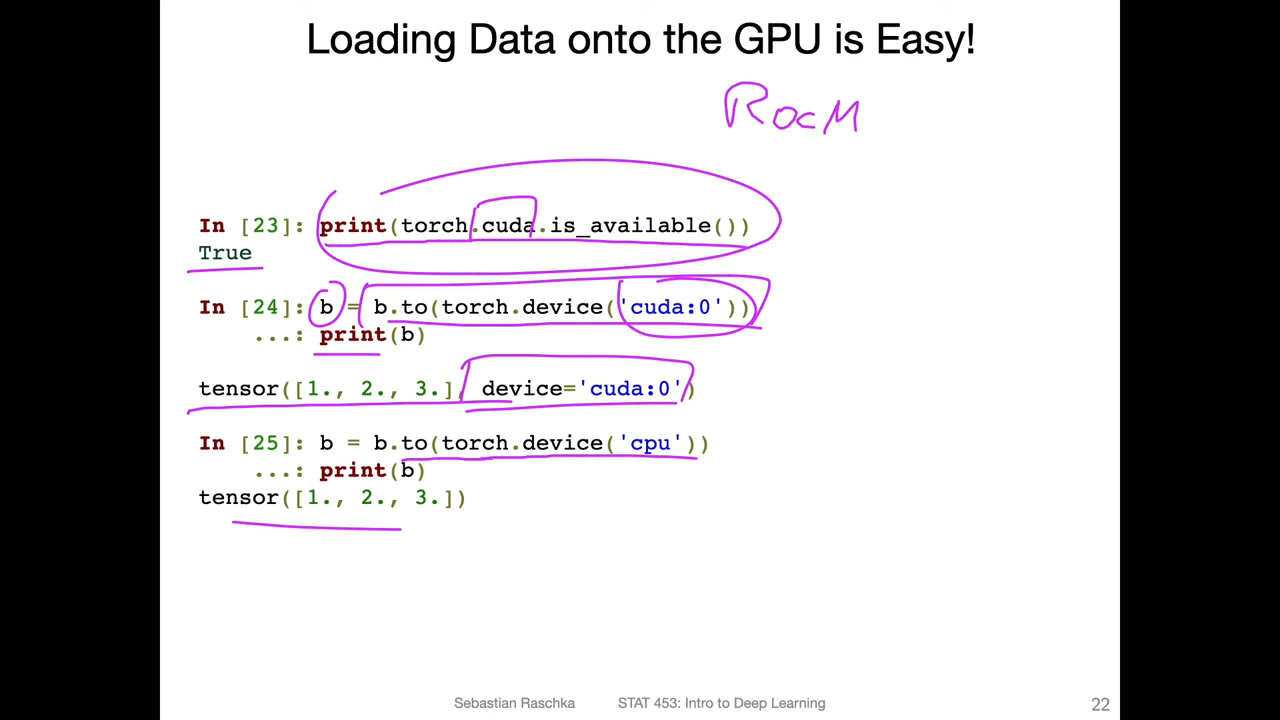 Loading Data onto the GPU is Easy!
RocM
In [23]: print(torch.cuda.is_available())
True
In [24]: b = b.to(torch.device('cuda:0'))
...: print(b)
tensor([1., 2., 3.], device='cuda:0')
In [25]: b = b.to(torch.device('cpu'))
...: print(b)
tensor([1., 2., 3.])
Sebastian Raschka STAT 453: Intro to Deep Learning 22